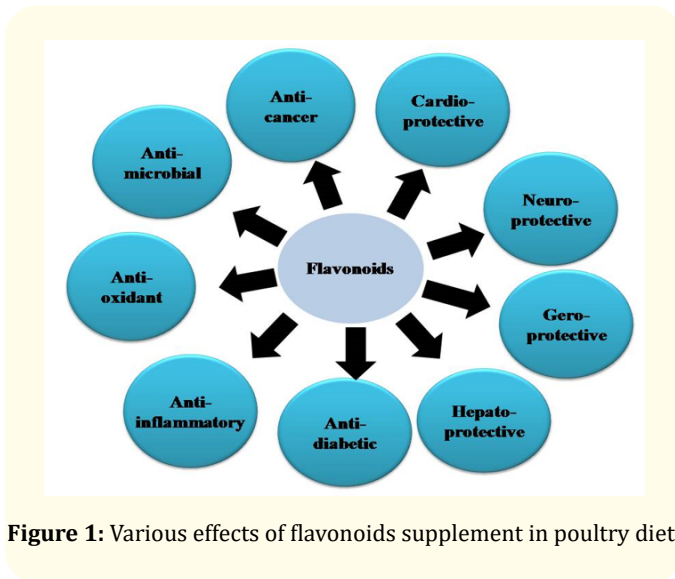 Anti-
cancer
Cardio-
protective
Anti-
microbial
Neuro-
protective
Flavonoids
Anti-
oxidant
Gero-
protective
Anti-
inflammatory
Anti-
diabetic
Hepato-
protective
Figure 1: Various effects of flavonoids supplement in poultry diet